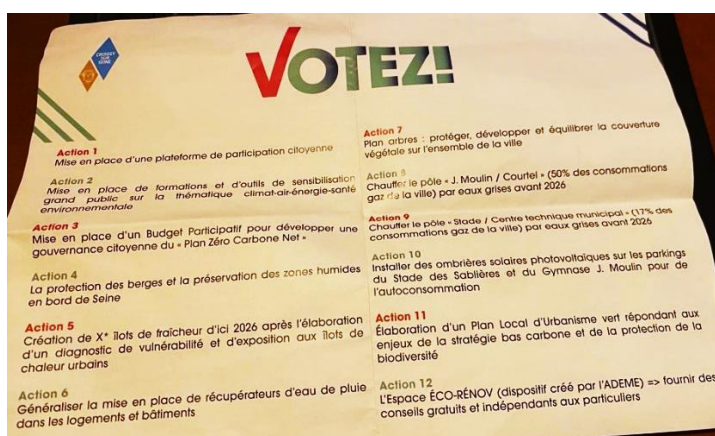 CROISSY
SUR
SEINE
VOTEZ!
Action 1
Mise en place d'une plateforme de participation citoyenne
Action 2
Mise en place de formations et d'outils de sensibilisation
grand public sur la thématique climat-air-énergie-santé
environnementale
Action 3
Mise en place d'un Budget Participatif pour développer une
gouvernance citoyenne du « Plan Zéro Carbone Net »
Action 4
La protection des berges et la préservation des zones humides
en bord de Seine
Action 5
Création de X* îlots de fraîcheur d'ici 2026 après l'élaboration
d'un diagnostic de vulnérabilité et d'exposition aux îlots de
chaleur urbains
Action 6
Généraliser la mise en place de récupérateurs d'eau de pluie
dans les logements et bâtiments
Action 7
Plan arbres : protéger, développer et équilibrer la couverture
végétale sur l'ensemble de la ville
Action 8
Chauffer le pôle « J. Moulin / Courtel » (50% des consommations
gaz de la ville) par eaux grises avant 2026
Action 9
Chauffer le pôle « Stade / Centre technique municipal » (17% des
consommations gaz de la ville) par eaux grises avant 2026
Action 10
Installer des ombrières solaires photovoltaïques sur les parkings
du Stade des Sablières et du Gymnase J. Moulin pour de
l'autoconsommation
Action 11
Élaboration d'un Plan Local d'Urbanisme vert répondant aux
enjeux de la stratégie bas carbone et de la protection de la
biodiversité
Action 12
L'Espace ÉCO-RÉNOV (dispositif créé par l'ADEME) => fournir des
conseils gratuits et indépendants aux particuliers